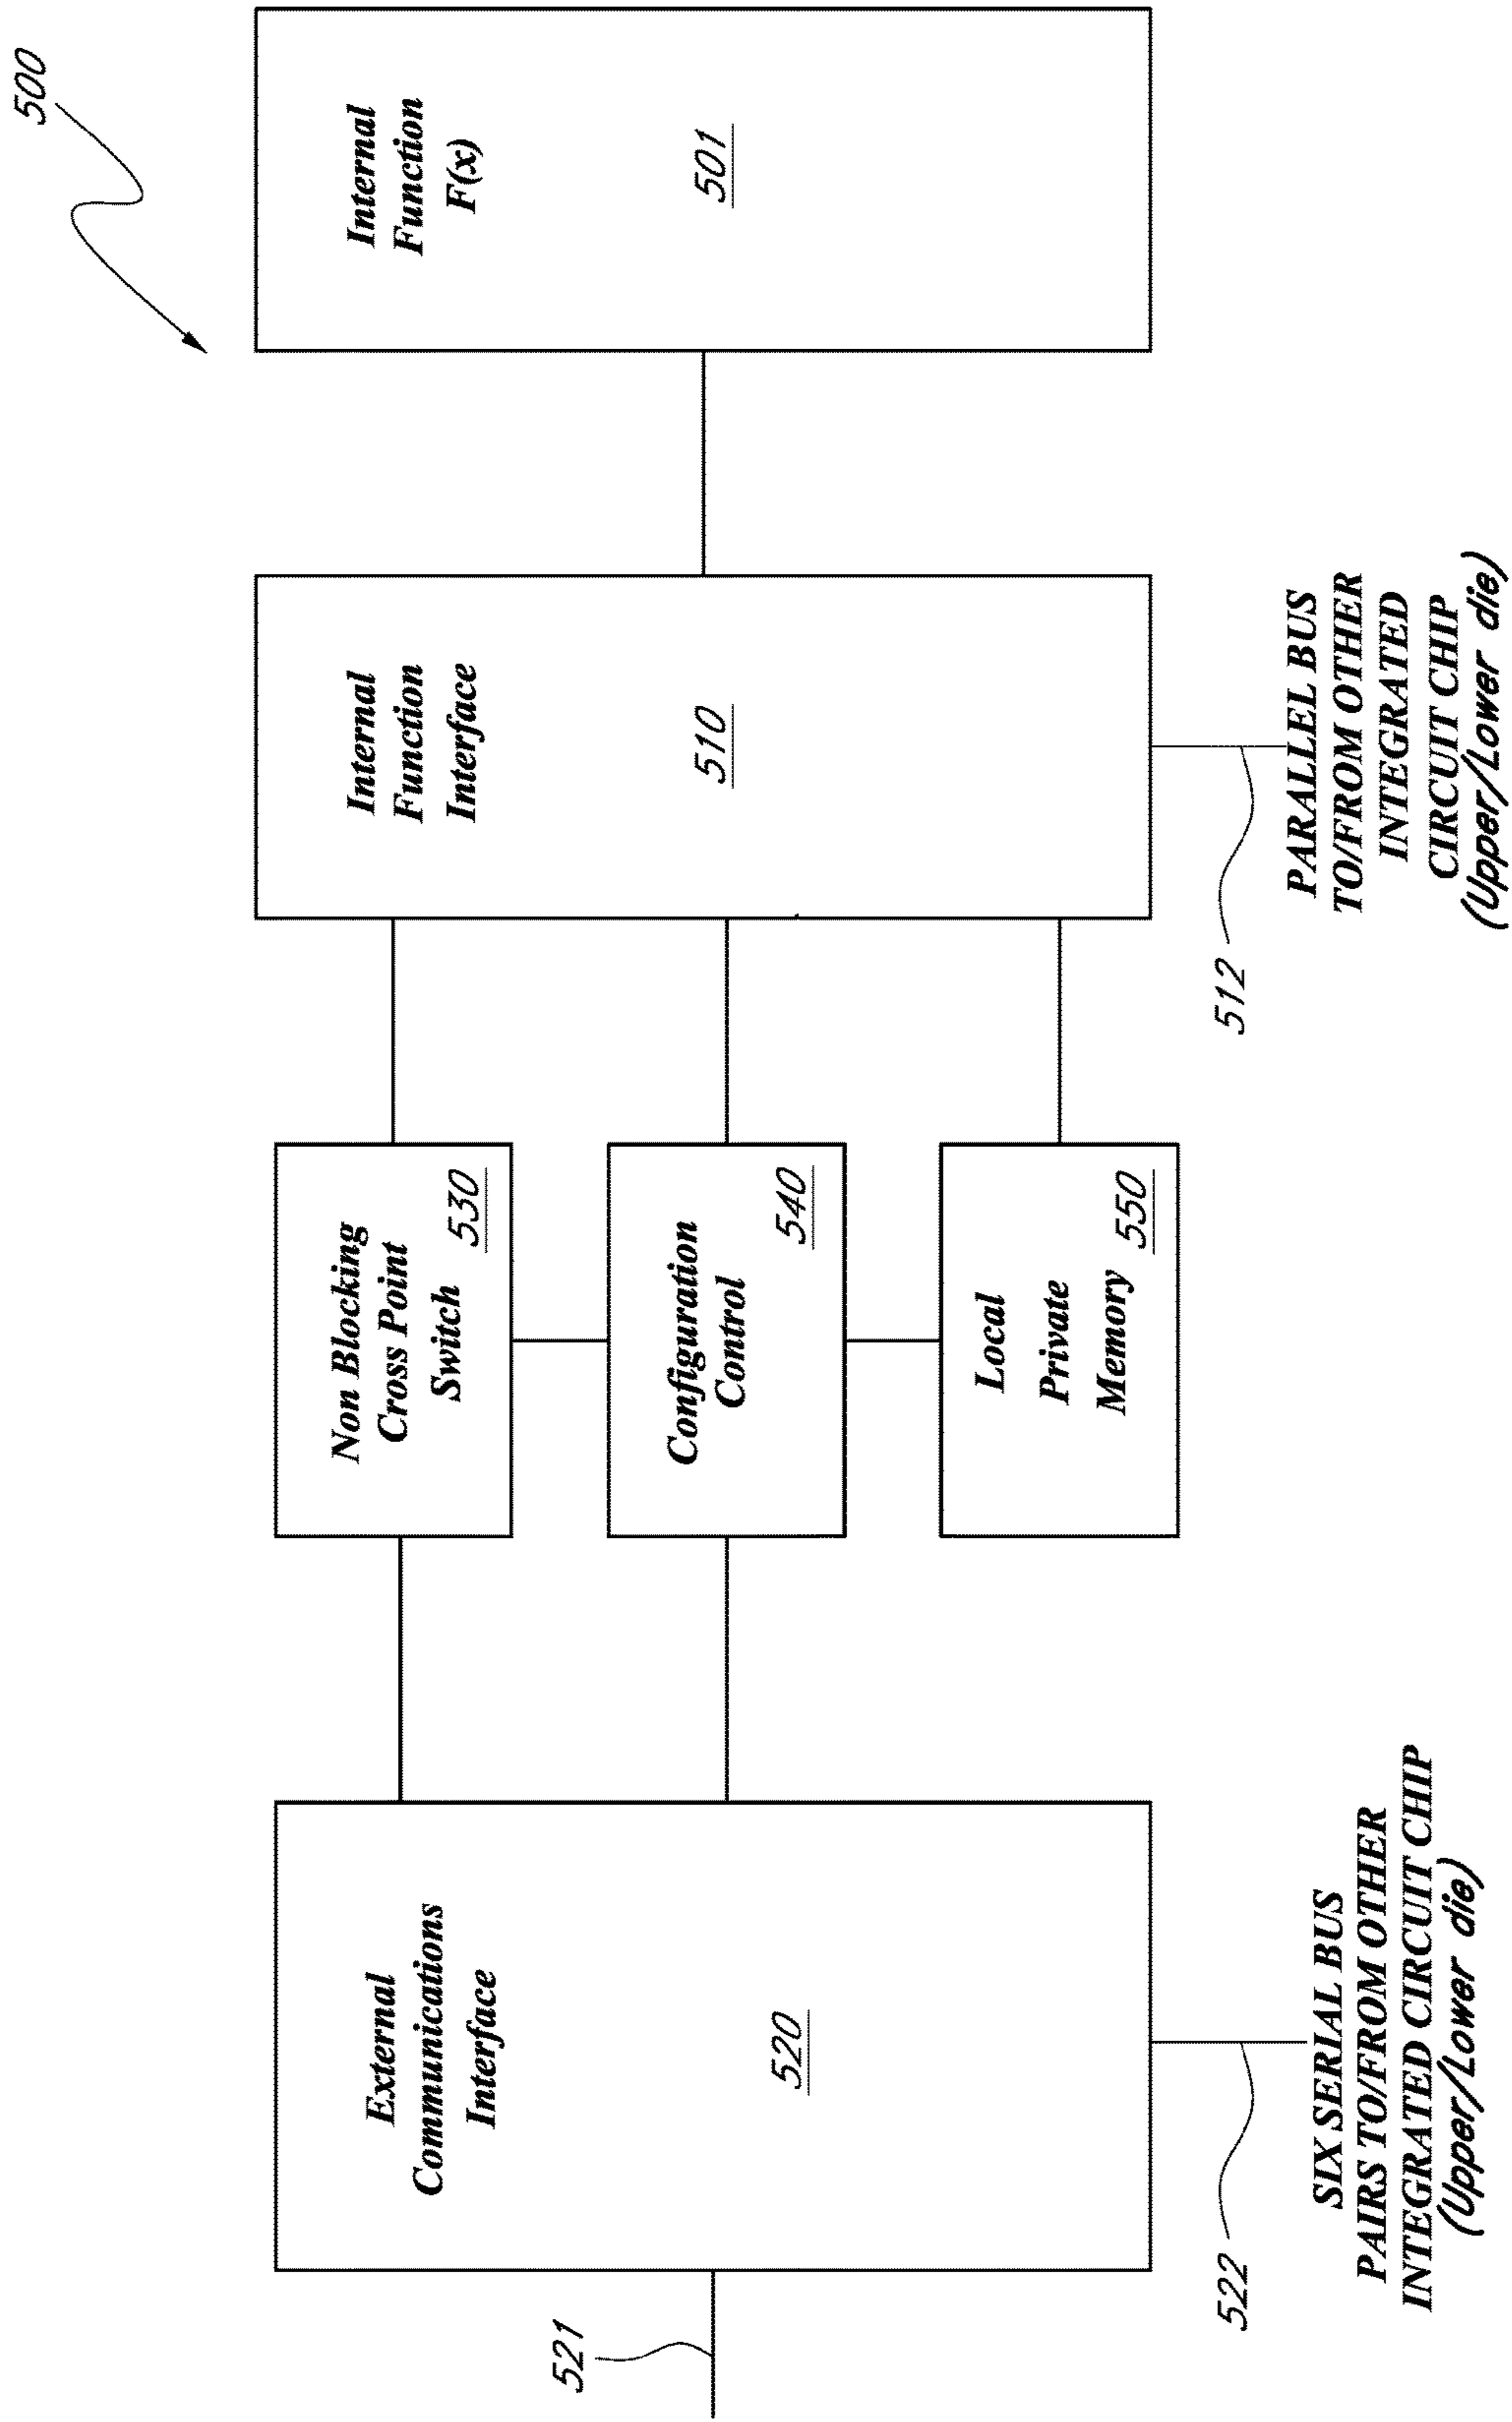 500
External
Communications
Interface
520
521
522
SIX SERIAL BUS
PAIRS TO/FROM OTHER
INTEGRATED CIRCUIT CHIP
(Upper/Lower die)
Non Blocking
Cross Point
Switch
530
Configuration
Control
540
Local
Private
Memory
550
Internal
Function
Interface
510
512
PARALLEL BUS
TO/FROM OTHER
INTEGRATED
CIRCUIT CHIP
(Upper/Lower die)
Internal
Function
F(x)
501